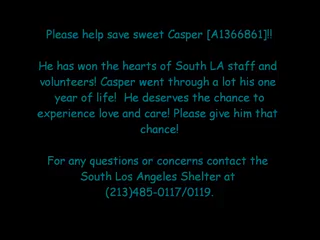 Please help save sweet Casper [A1366861]!!
He has won the hearts of South LA staff and
volunteers! Casper went through a lot his one
year of life!  He deserves the chance to
experience love and care! Please give him that
chance!
For any questions or concerns contact the
South Los Angeles Shelter at
(213)485-0117/0119.